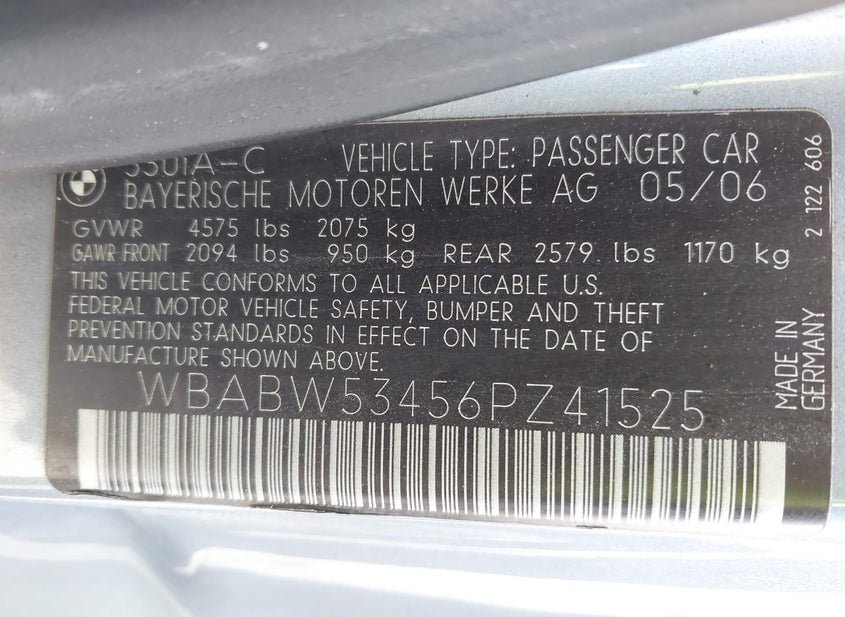 330IA-C VEHICLE TYPE: PASSENGER CAR
BAYERISCHE MOTOREN WERKE AG 05/06
GVWR 4575 lbs 2075 kg
GAWR FRONT 2094 lbs 950 kg REAR 2579 lbs 1170 kg
THIS VEHICLE CONFORMS TO ALL APPLICABLE U.S.
FEDERAL MOTOR VEHICLE SAFETY, BUMPER AND THEFT
PREVENTION STANDARDS IN EFFECT ON THE DATE OF
MANUFACTURE SHOWN ABOVE.
WBABW53456PZ41525
MADE IN
GERMANY
2 122 606